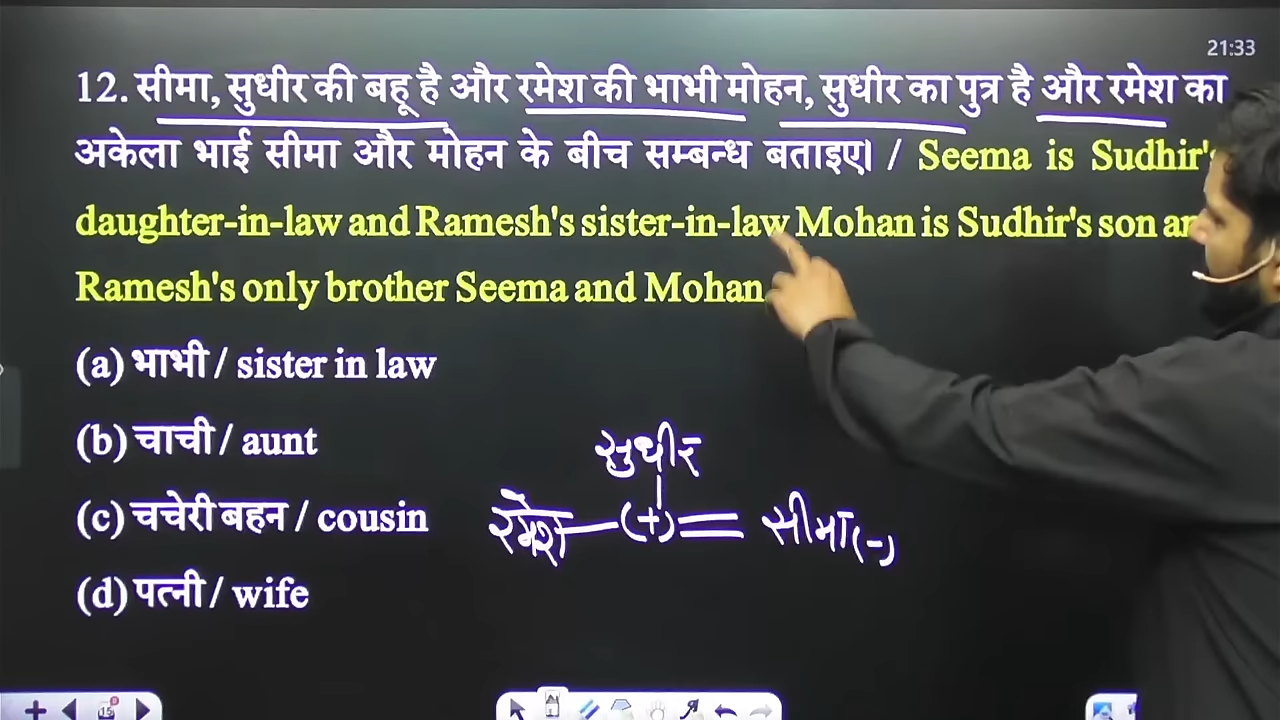 21:33
12. सीमा, सुधीर की बहू है और रमेश की भाभी मोहन, सुधीर का पुत्र है और रमेश का
अकेला भाई सीमा और मोहन के बीच सम्बन्ध बताइए। / Seema is Sudhir's
daughter-in-law and Ramesh's sister-in-law Mohan is Sudhir's son an
Ramesh's only brother Seema and Mohan
(a) भाभी / sister in law
(b) चाची / aunt
(c) चचेरी बहन / cousin
(d) पत्नी / wife
सुधीर
रमेश (+) सीमा (-)
15